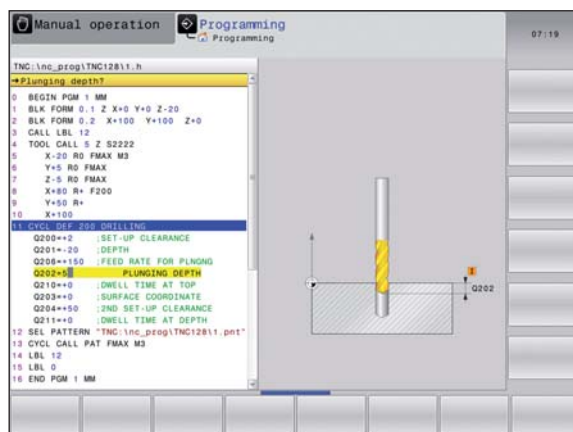 Manual operation
Programming
Programming
07:19
TNC:\nc_prog\TNC128\1.h
→Plunging depth?
0 BEGIN PGM 1 MM
1 BLK FORM 0.1 Z X+0 Y+0 Z-20
2 BLK FORM 0.2 X+100 Y+100 Z+0
3 CALL LBL 12
4 TOOL CALL 5 Z S2222
5 X-20 R0 FMAX M3
6 Y+5 R0 FMAX
7 Z-5 R0 FMAX
8 X+80 R+ F200
9 Y+50 R+
10 X+100
11 CYCL DEF 200 DRILLING
Q200=+2 ;SET-UP CLEARANCE
Q201=-20 ;DEPTH
Q206=+150 ;FEED RATE FOR PLNGNG
Q202=5 PLUNGING DEPTH
Q210=+0 ;DWELL TIME AT TOP
Q203=+0 ;SURFACE COORDINATE
Q204=+50 ;2ND SET-UP CLEARANCE
Q211=+0 ;DWELL TIME AT DEPTH
12 SEL PATTERN "TNC:\nc_prog\TNC128\1.pnt"
13 CYCL CALL PAT FMAX M3
14 LBL 12
15 LBL 0
16 END PGM 1 MM
I
Q202